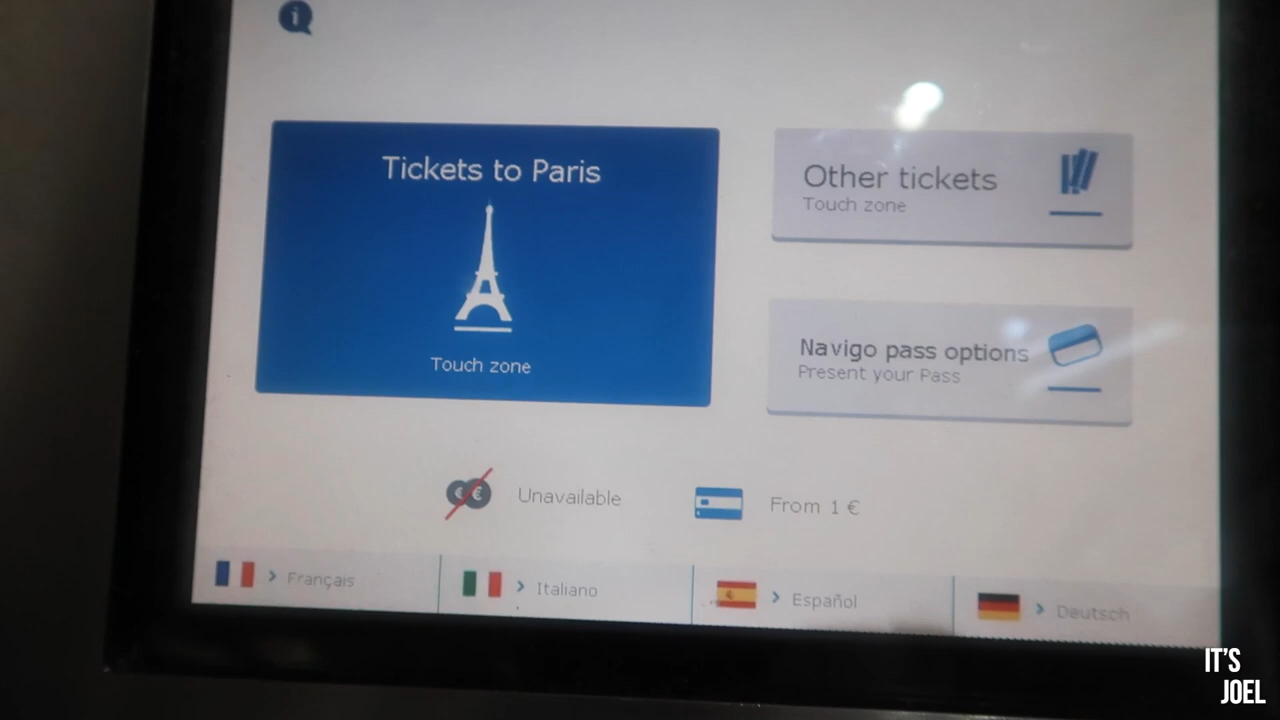 i
Tickets to Paris
Touch zone
Other tickets
Touch zone
Navigo pass options
Present your Pass
€ €
Unavailable
From 1 €
> Français
> Italiano
> Español
> Deutsch
IT'S
JOEL